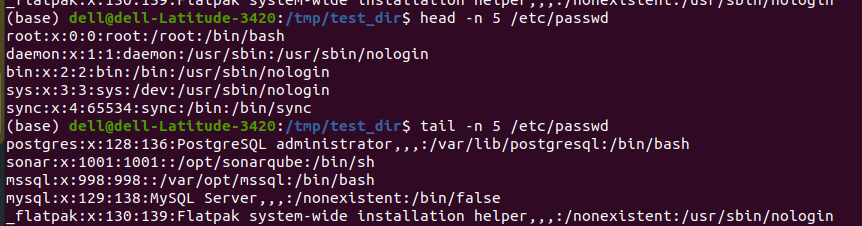 _flatpak:x:130:139:Flatpak system-wide installation helper,,,:/nonexistent:/usr/sbin/nologin
(base) dell@dell-Latitude-3420:/tmp/test_dir$ head -n 5 /etc/passwd
root:x:0:0:root:/root:/bin/bash
daemon:x:1:1:daemon:/usr/sbin:/usr/sbin/nologin
bin:x:2:2:bin:/bin:/usr/sbin/nologin
sys:x:3:3:sys:/dev:/usr/sbin/nologin
sync:x:4:65534:sync:/bin:/bin/sync
(base) dell@dell-Latitude-3420:/tmp/test_dir$ tail -n 5 /etc/passwd
postgres:x:128:136:PostgreSQL administrator,,,:/var/lib/postgresql:/bin/bash
sonar:x:1001:1001::/opt/sonarqube:/bin/sh
mssql:x:998:998::/var/opt/mssql:/bin/bash
mysql:x:129:138:MySQL Server,,,:/nonexistent:/bin/false
_flatpak:x:130:139:Flatpak system-wide installation helper,,,:/nonexistent:/usr/sbin/nologin